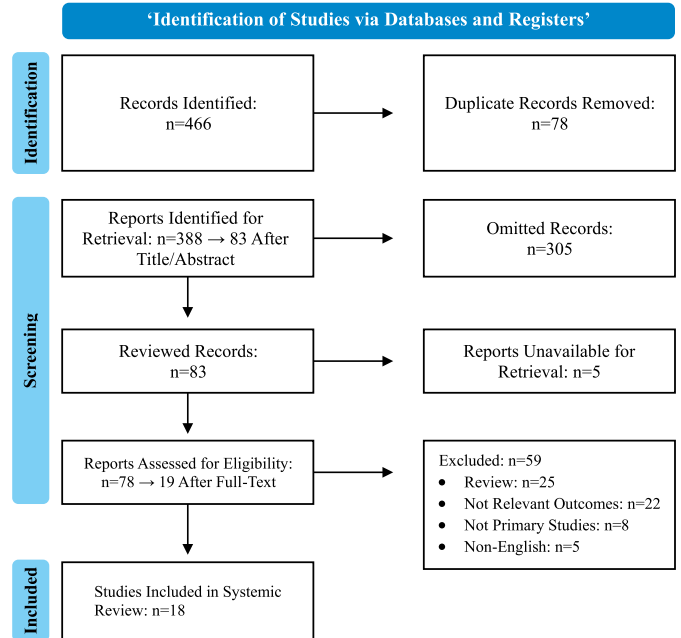 ‘Identification of Studies via Databases and Registers’
Identification
Records Identified:
n=466
Duplicate Records Removed:
n=78
Screening
Reports Identified for
Retrieval: n=388 → 83 After
Title/Abstract
Omitted Records:
n=305
Reviewed Records:
n=83
Reports Unavailable for
Retrieval: n=5
Reports Assessed for Eligibility:
n=78 → 19 After Full-Text
Excluded: n=59
• Review: n=25
• Not Relevant Outcomes: n=22
• Not Primary Studies: n=8
• Non-English: n=5
Included
Studies Included in Systemic
Review: n=18